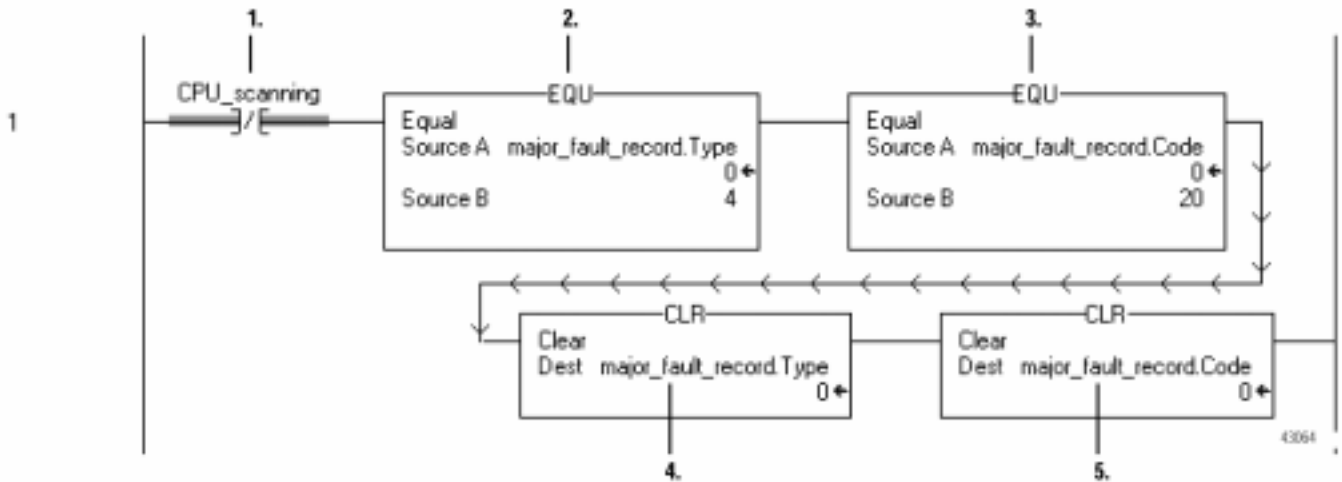 1. 2. 3.
CPU_scanning
1
EQU
Equal
Source A major_fault_record.Type
0
Source B 4
EQU
Equal
Source A major_fault_record.Code
0
Source B 20
CLR
Clear
Dest major_fault_record.Type
0
CLR
Clear
Dest major_fault_record.Code
0
43064
4. 5.